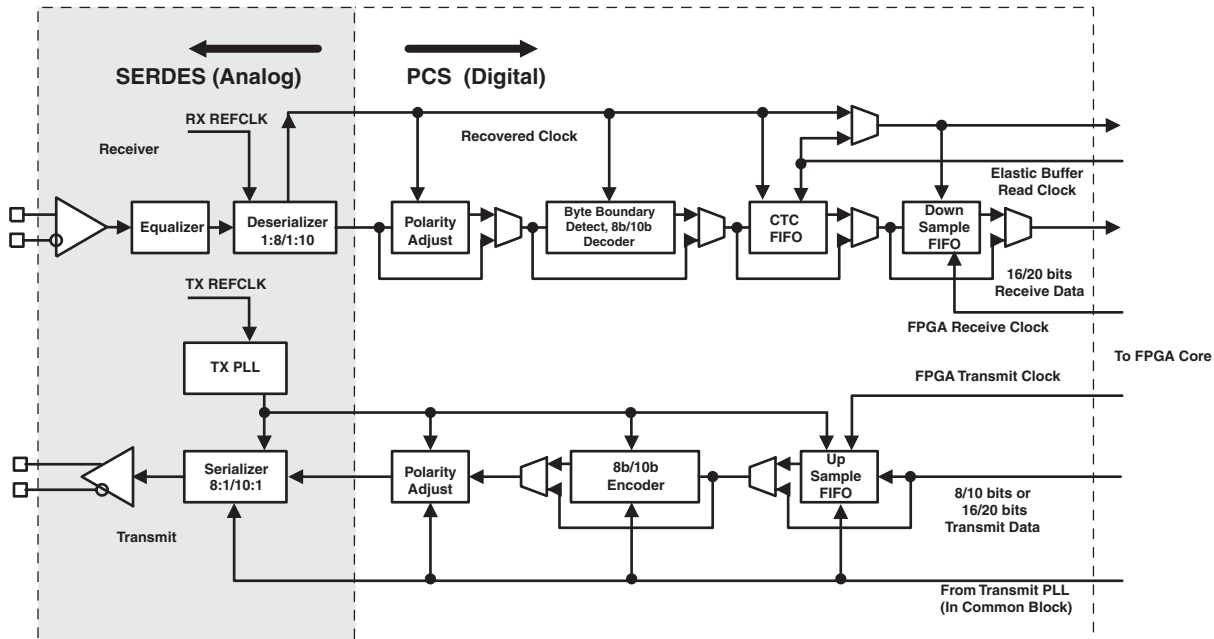 SERDES (Analog)
PCS (Digital)
RX REFCLK
Recovered Clock
Receiver
Elastic Buffer
Read Clock
Equalizer
Deserializer
1:8/1:10
Polarity
Adjust
Byte Boundary
Detect, 8b/10b
Decoder
CTC
FIFO
Down
Sample
FIFO
16/20 bits
Receive Data
TX REFCLK
FPGA Receive Clock
To FPGA Core
TX PLL
FPGA Transmit Clock
Serializer
8:1/10:1
Polarity
Adjust
8b/10b
Encoder
Up
Sample
FIFO
8/10 bits or
16/20 bits
Transmit Data
Transmit
From Transmit PLL
(In Common Block)